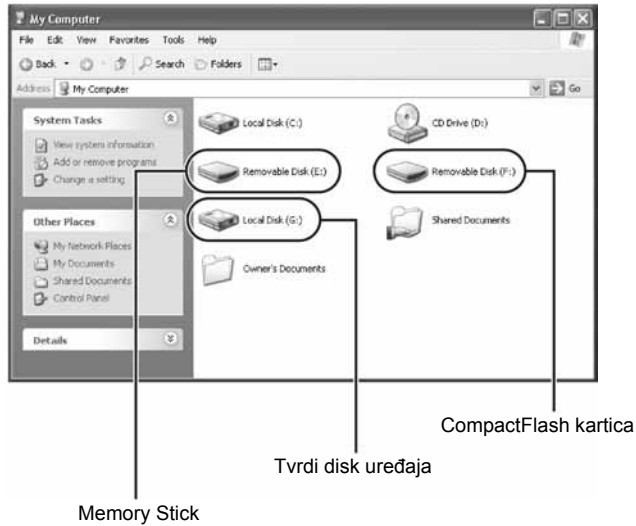 My Computer
File Edit View Favorites Tools Help
Back Search Folders
Address My Computer Go
System Tasks
View system information
Add or remove programs
Change a setting
Other Places
My Network Places
My Documents
Shared Documents
Control Panel
Details
Local Disk (C:)
CD Drive (D:)
Removable Disk (E:)
Removable Disk (F:)
Local Disk (G:)
Shared Documents
Owner's Documents
CompactFlash kartica
Tvrdi disk uređaja
Memory Stick